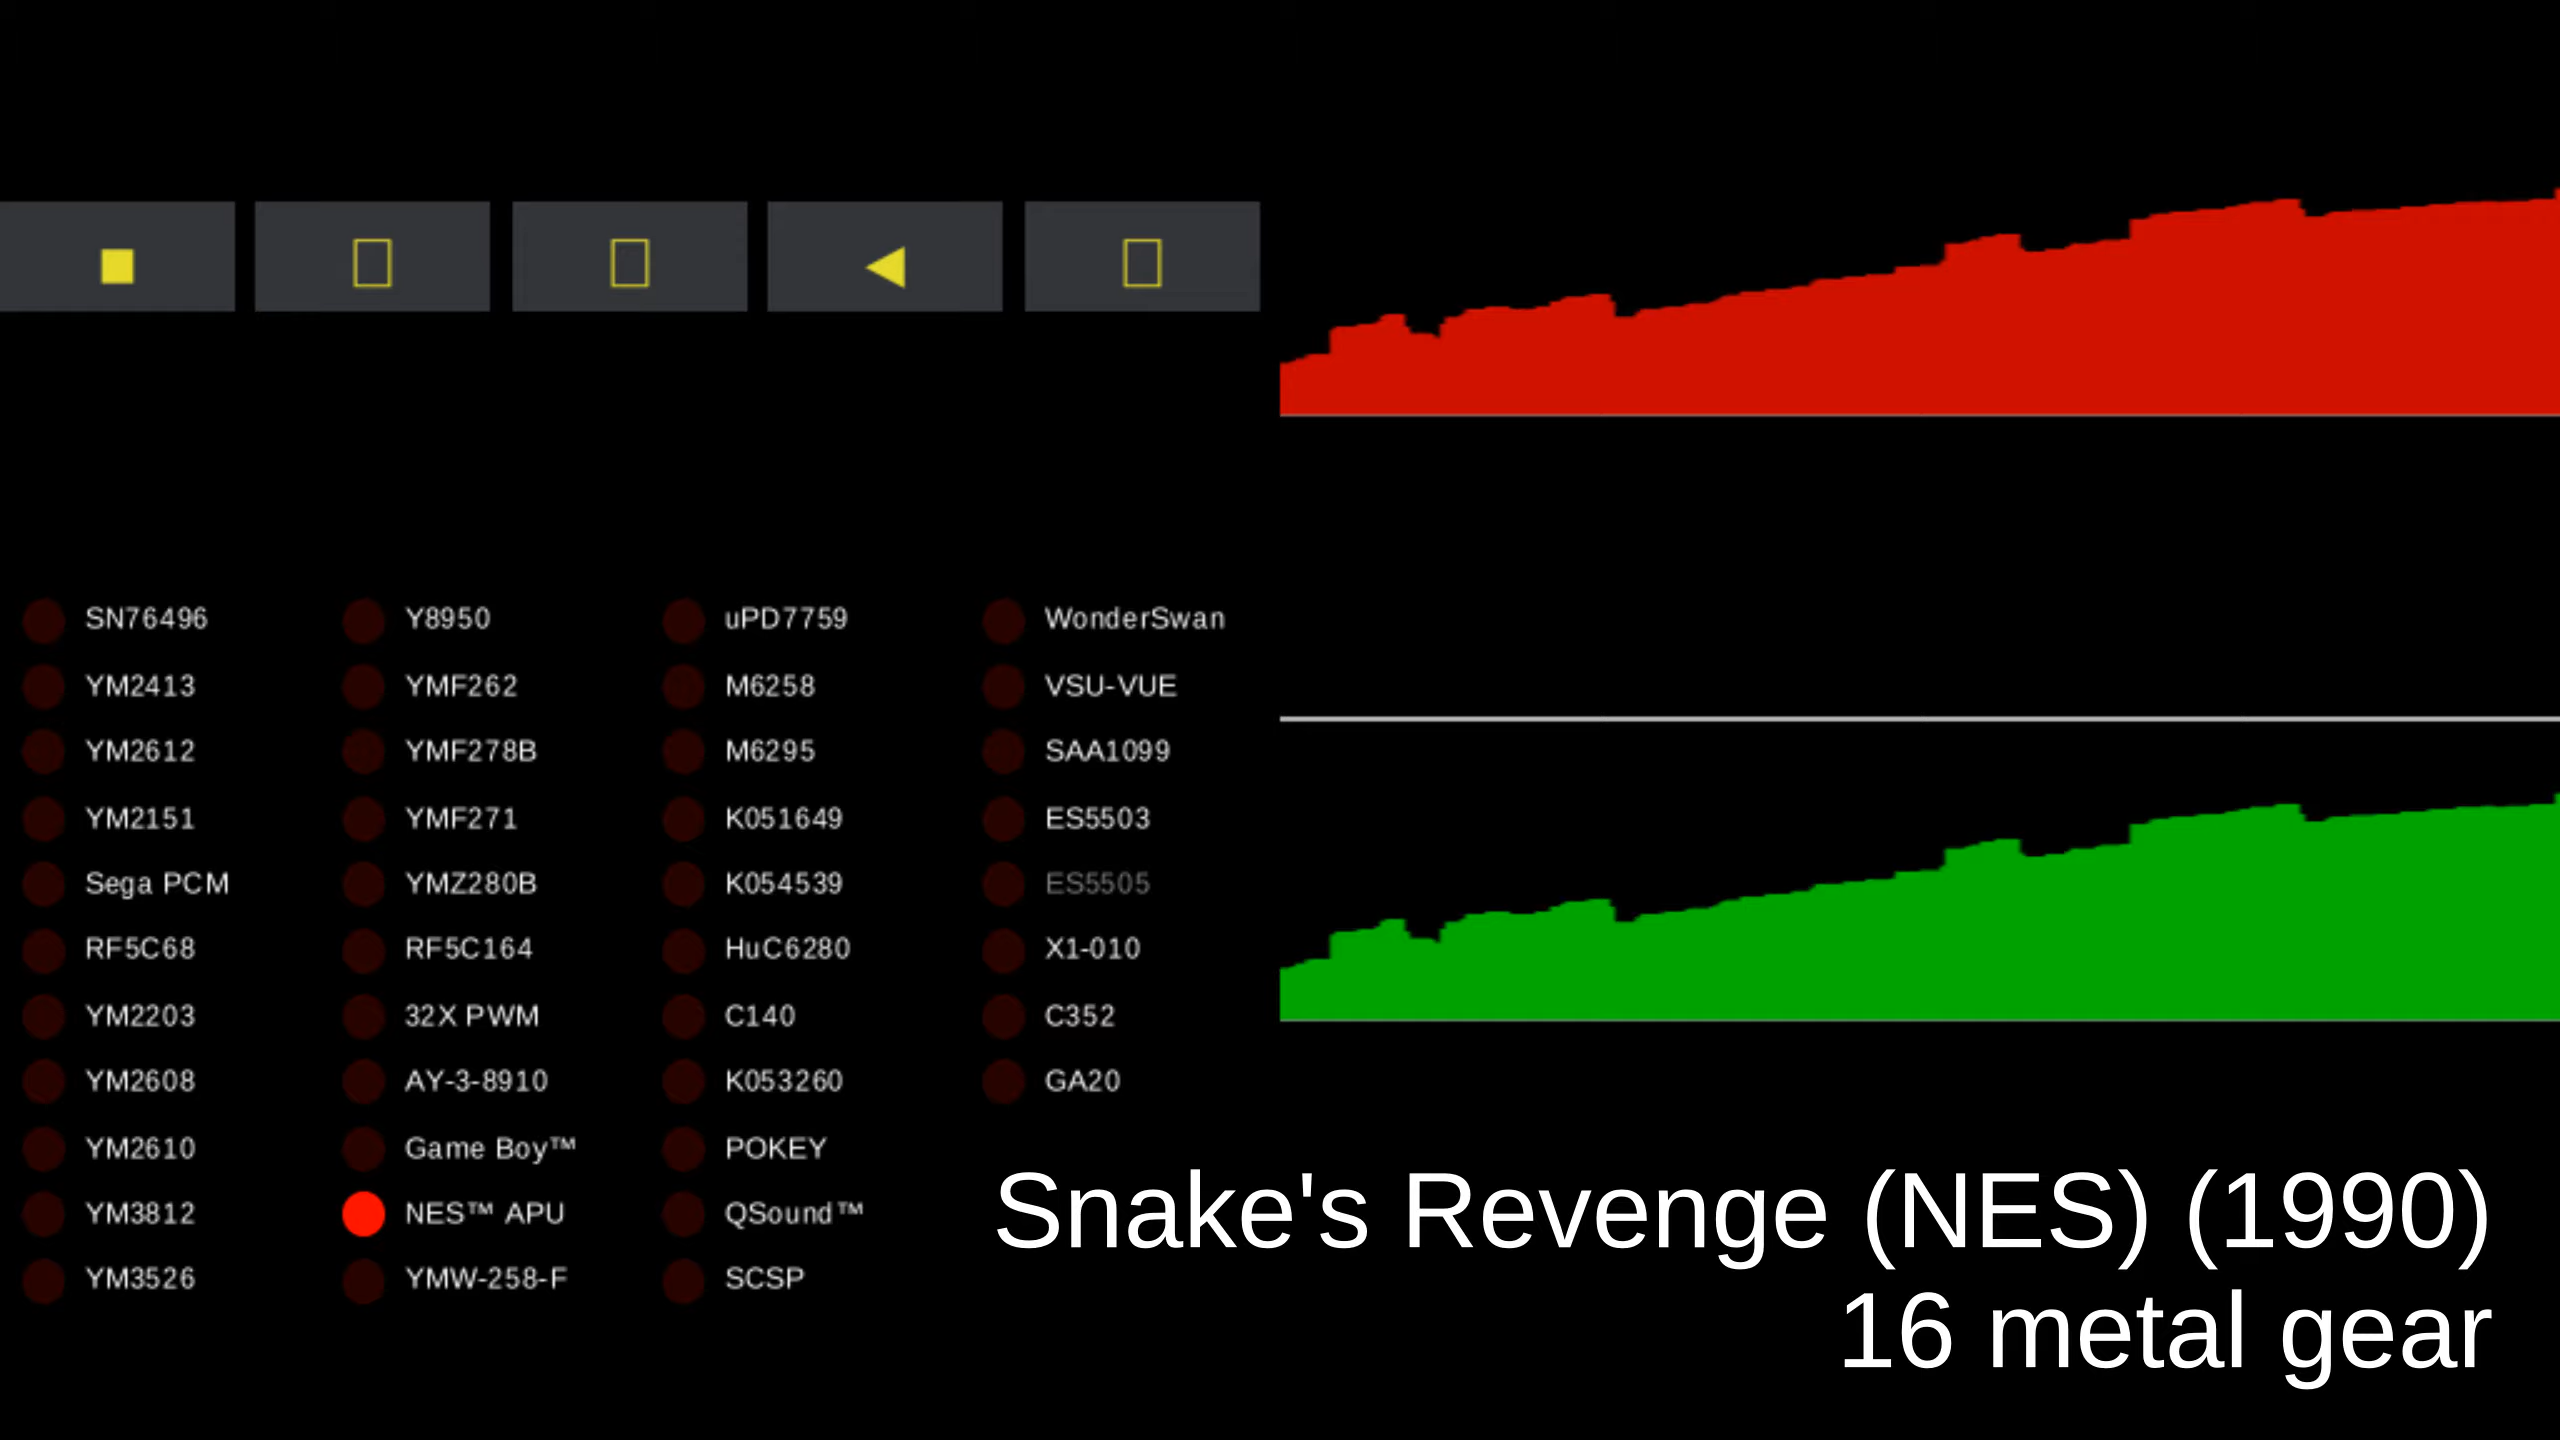 SN76496
YM2413
YM2612
YM2151
Sega PCM
RF5C68
YM2203
YM2608
YM2610
YM3812
YM3526
Y8950
YMF262
YMF278B
YMF271
YMZ280B
RF5C164
32X PWM
AY-3-8910
Game Boy™
NES™ APU
YMW-258-F
uPD7759
M6258
M6295
K051649
K054539
HuC6280
C140
K053260
POKEY
QSound™
SCSP
WonderSwan
VSU-VUE
SAA1099
ES5503
ES5505
X1-010
C352
GA20
Snake's Revenge (NES) (1990)
16 metal gear